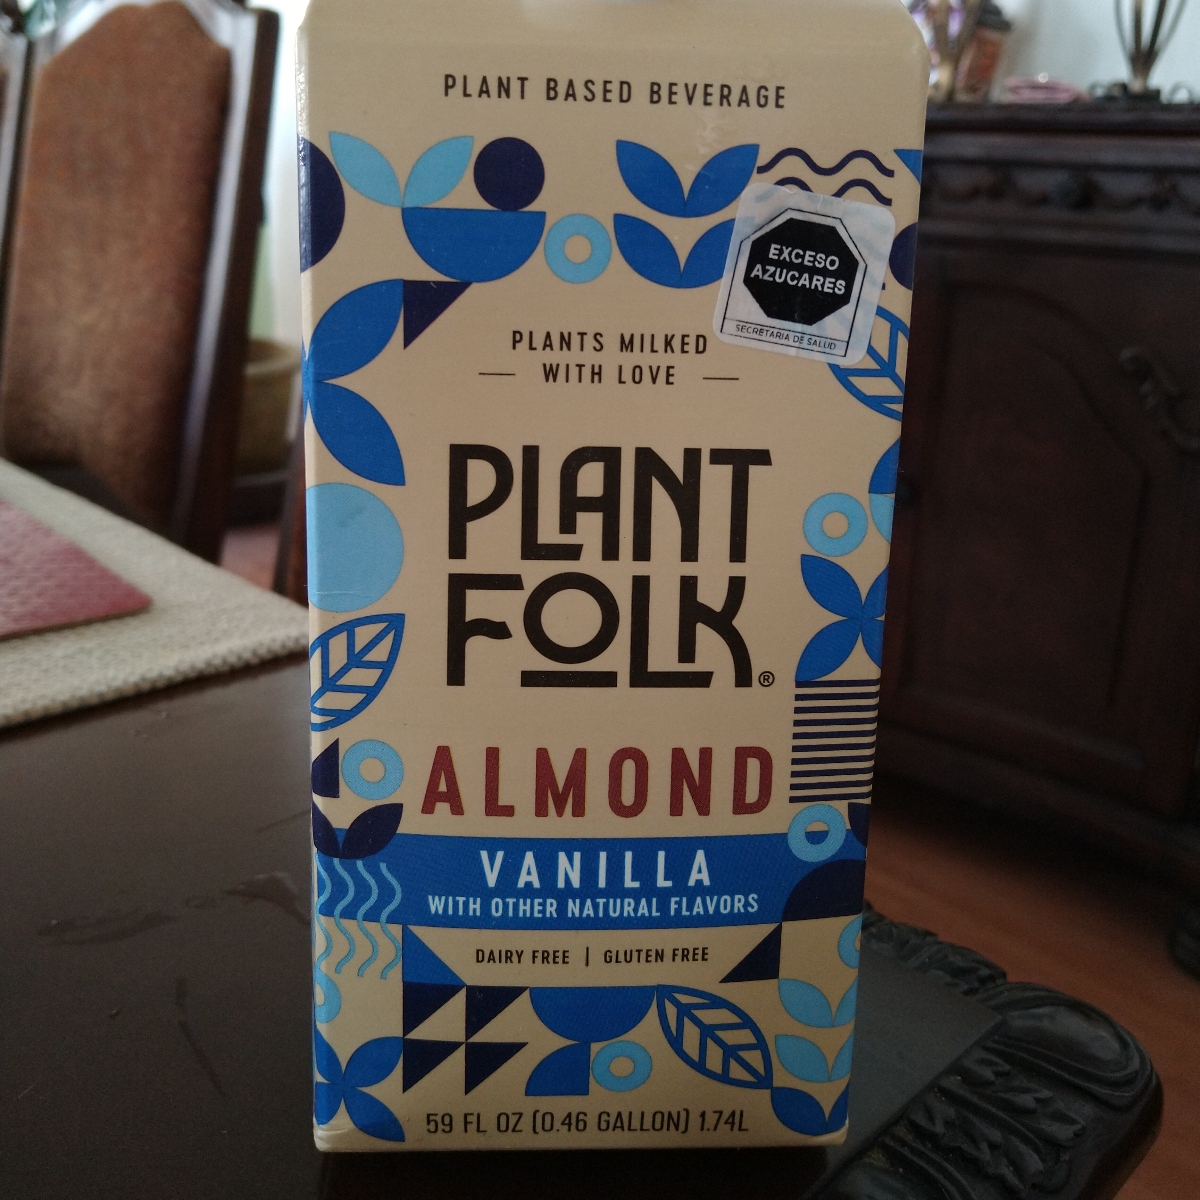 PLANT BASED BEVERAGE
EXCESO
AZUCARES
SECRETARÍA DE SALUD
PLANTS MILKED
WITH LOVE
PLANT
FOLK®
ALMOND
VANILLA
WITH OTHER NATURAL FLAVORS
DAIRY FREE | GLUTEN FREE
59 FL OZ (0.46 GALLON) 1.74L